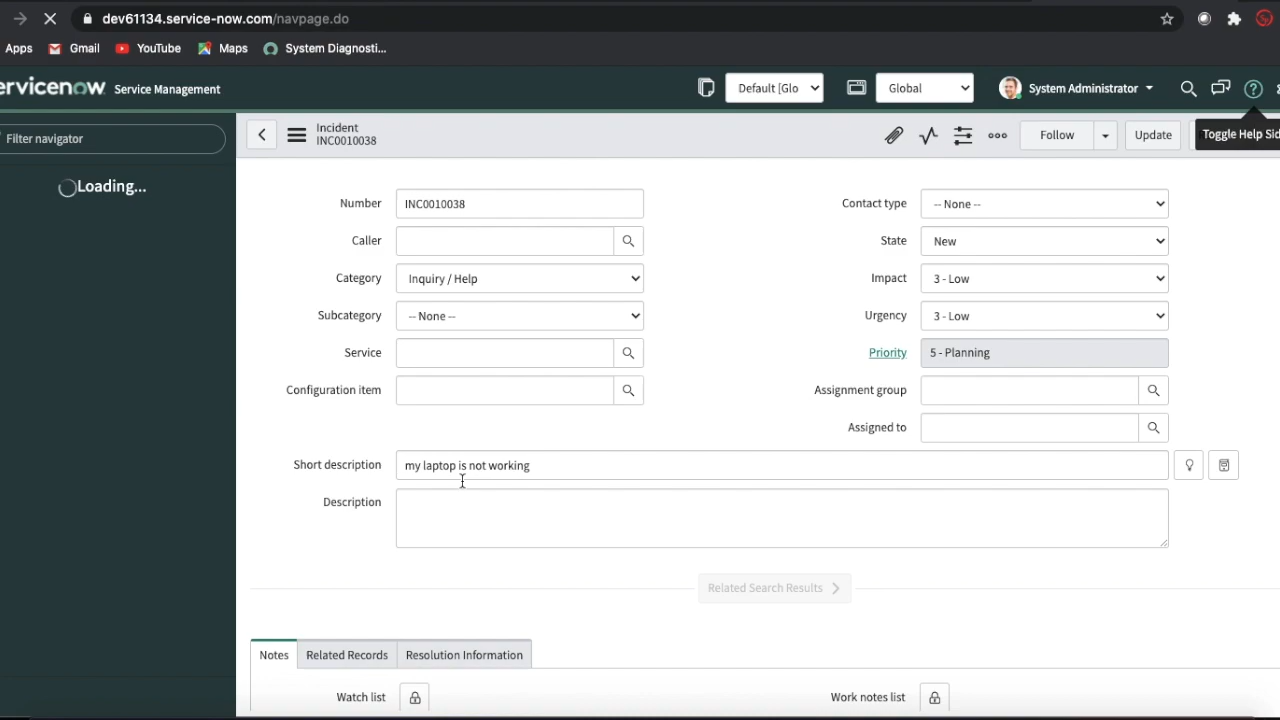 dev61134.service-now.com/navpage.do
Apps Gmail YouTube Maps System Diagnosti...
servicenow Service Management Default [Glo Global System Administrator
Filter navigator
Incident
INC0010038
Follow Update Toggle Help Sid
Loading...
Number INC0010038 Contact type -- None --
Caller State New
Category Inquiry / Help Impact 3 - Low
Subcategory -- None -- Urgency 3 - Low
Service Priority 5 - Planning
Configuration item Assignment group
Assigned to
Short description my laptop is not working
Description
Related Search Results
Notes Related Records Resolution Information
Watch list Work notes list